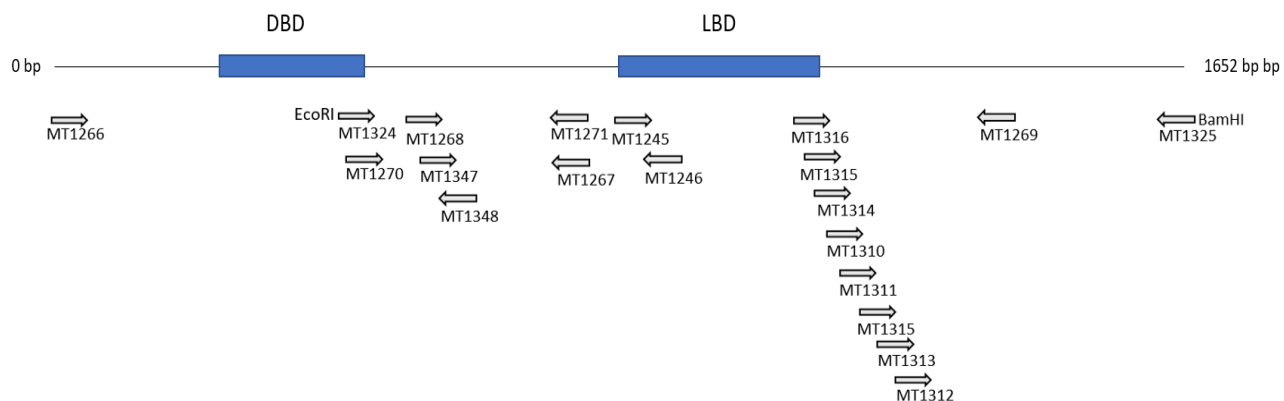 DBD LBD
0 bp 1652 bp bp
EcoRI MT1324 MT1268 MT1271 MT1245 MT1316 MT1269 BamHI
MT1266 MT1325
MT1270 MT1347 MT1267 MT1246 MT1315
MT1348 MT1314
MT1310
MT1311
MT1315
MT1313
MT1312